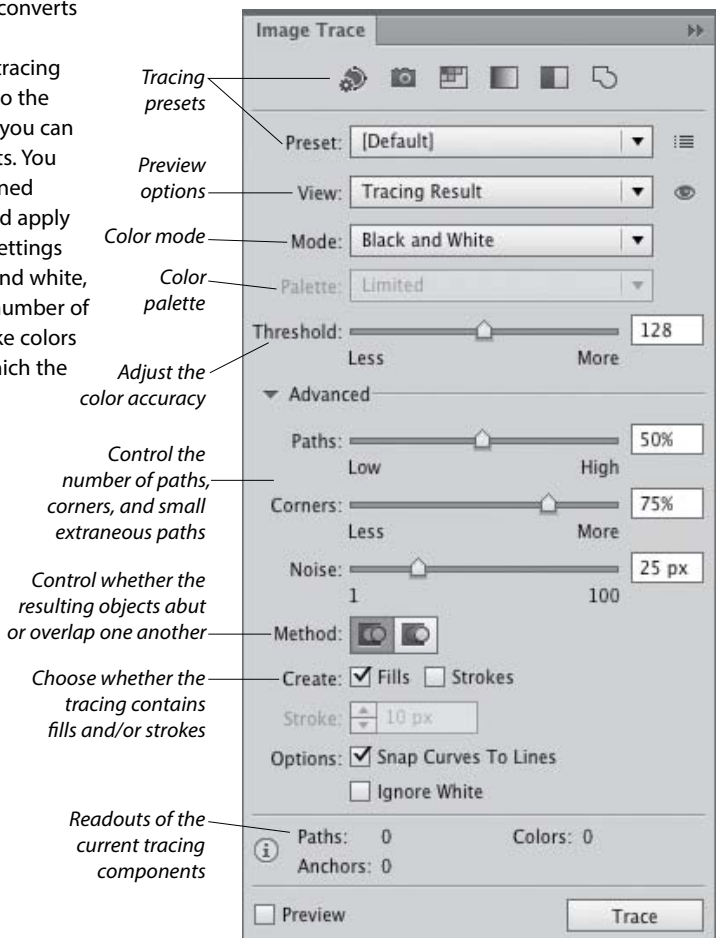 converts
tracing
o the
you can
ts. You
ned
d apply
ettings
nd white,
number of
ke colors
hich the
Tracing
presets
Preview
options
Color mode
Color
palette
Adjust the
color accuracy
Control the
number of paths,
corners, and small
extraneous paths
Control whether the
resulting objects abut
or overlap one another
Choose whether the
tracing contains
fills and/or strokes
Readouts of the
current tracing
components
Image Trace
Preset: [Default]
View: Tracing Result
Mode: Black and White
Palette: Limited
Threshold: 128
Less More
Advanced
Paths: 50%
Low High
Corners: 75%
Less More
Noise: 25 px
1 100
Method:
Create: Fills Strokes
Stroke: 10 px
Options: Snap Curves To Lines
Ignore White
Paths: 0 Colors: 0
Anchors: 0
Preview Trace